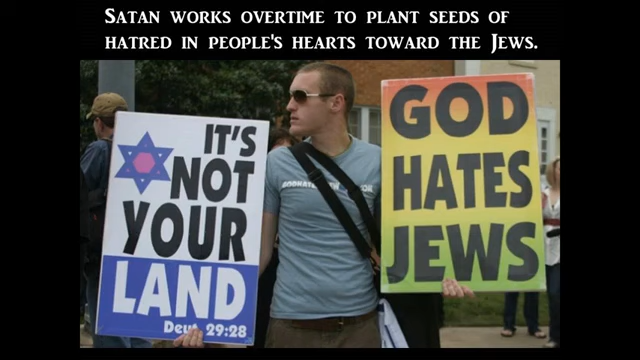 SATAN WORKS OVERTIME TO PLANT SEEDS OF
HATRED IN PEOPLE'S HEARTS TOWARD THE JEWS.
IT'S
NOT
YOUR
LAND
Deut. 29:28
GOD
HATES
JEWS